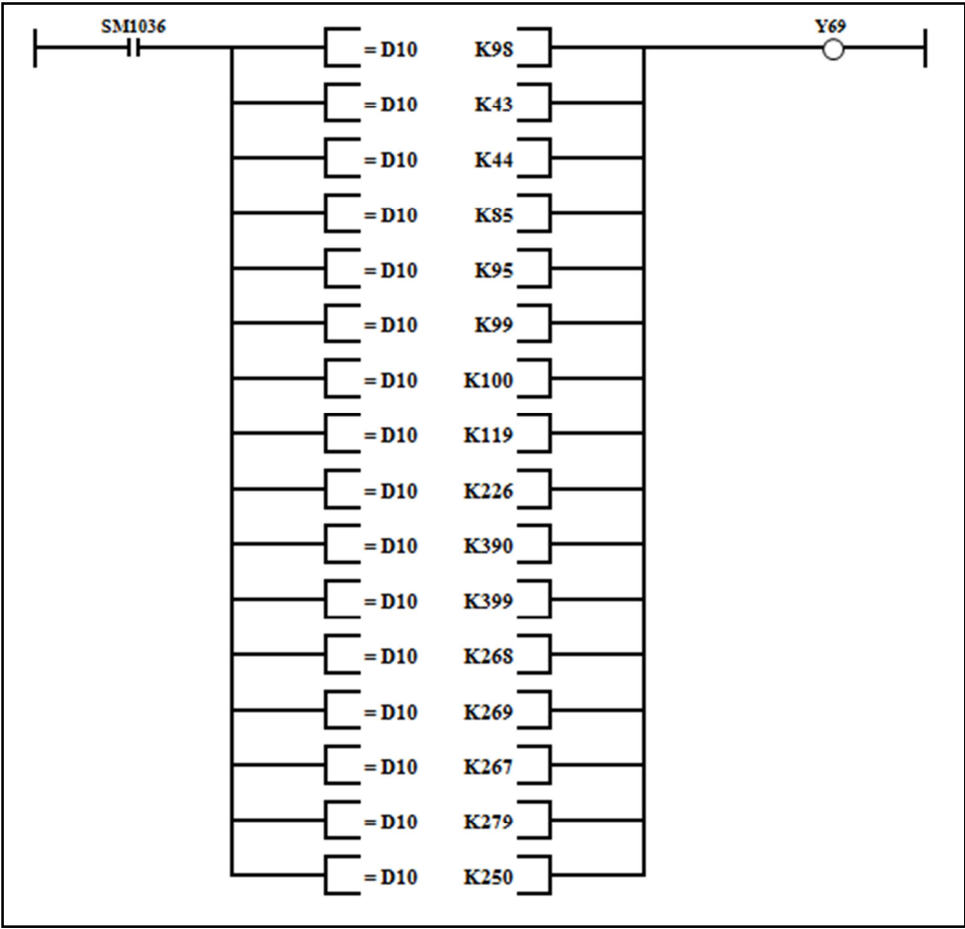 SM1036 Y69
= D10 K98
= D10 K43
= D10 K44
= D10 K85
= D10 K95
= D10 K99
= D10 K100
= D10 K119
= D10 K226
= D10 K390
= D10 K399
= D10 K268
= D10 K269
= D10 K267
= D10 K279
= D10 K250